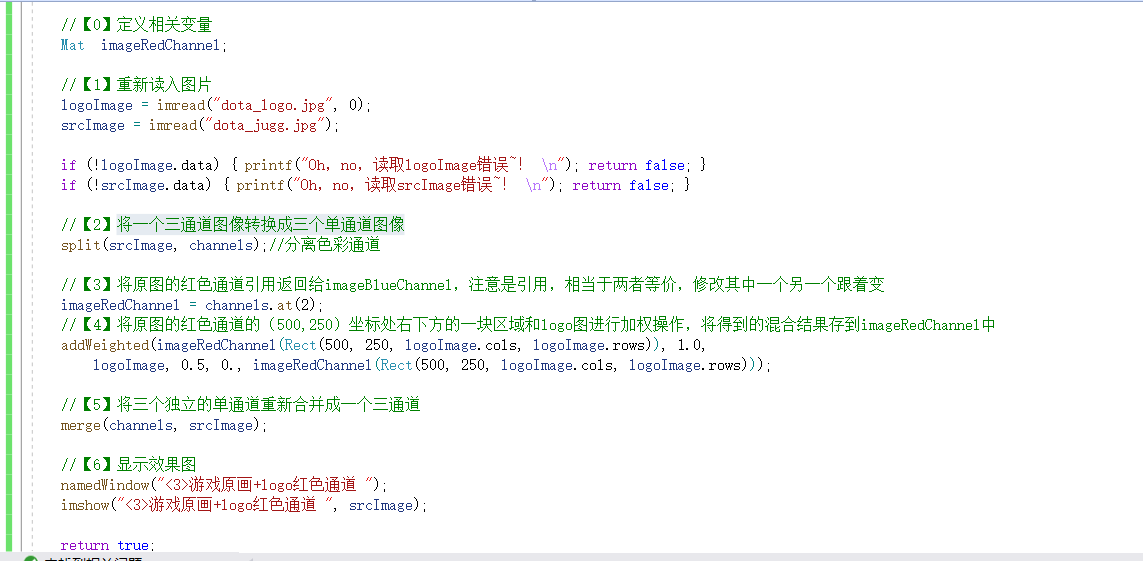 //【0】定义相关变量
Mat  imageRedChannel;
//【1】重新读入图片
logoImage = imread("dota_logo.jpg", 0);
srcImage = imread("dota_jugg.jpg");
if (!logoImage.data) { printf("Oh, no, 读取logoImage错误~!  \n"); return false; }
if (!srcImage.data) { printf("Oh, no, 读取srcImage错误~!  \n"); return false; }
//【2】将一个三通道图像转换成三个单通道图像
split(srcImage, channels);//分离色彩通道
//【3】将原图的红色通道引用返回给imageBlueChannel，注意是引用，相当于两者等价，修改其中一个另一个跟着变
imageRedChannel = channels.at(2);
//【4】将原图的红色通道的（500,250）坐标处右下方的一块区域和logo图进行加权操作，将得到的混合结果存到imageRedChannel中
addWeighted(imageRedChannel(Rect(500, 250, logoImage.cols, logoImage.rows)), 1.0,
logoImage, 0.5, 0., imageRedChannel(Rect(500, 250, logoImage.cols, logoImage.rows)));
//【5】将三个独立的单通道重新合并成一个三通道
merge(channels, srcImage);
//【6】显示效果图
namedWindow("<3>游戏原画+logo红色通道 ");
imshow("<3>游戏原画+logo红色通道 ", srcImage);
return true;